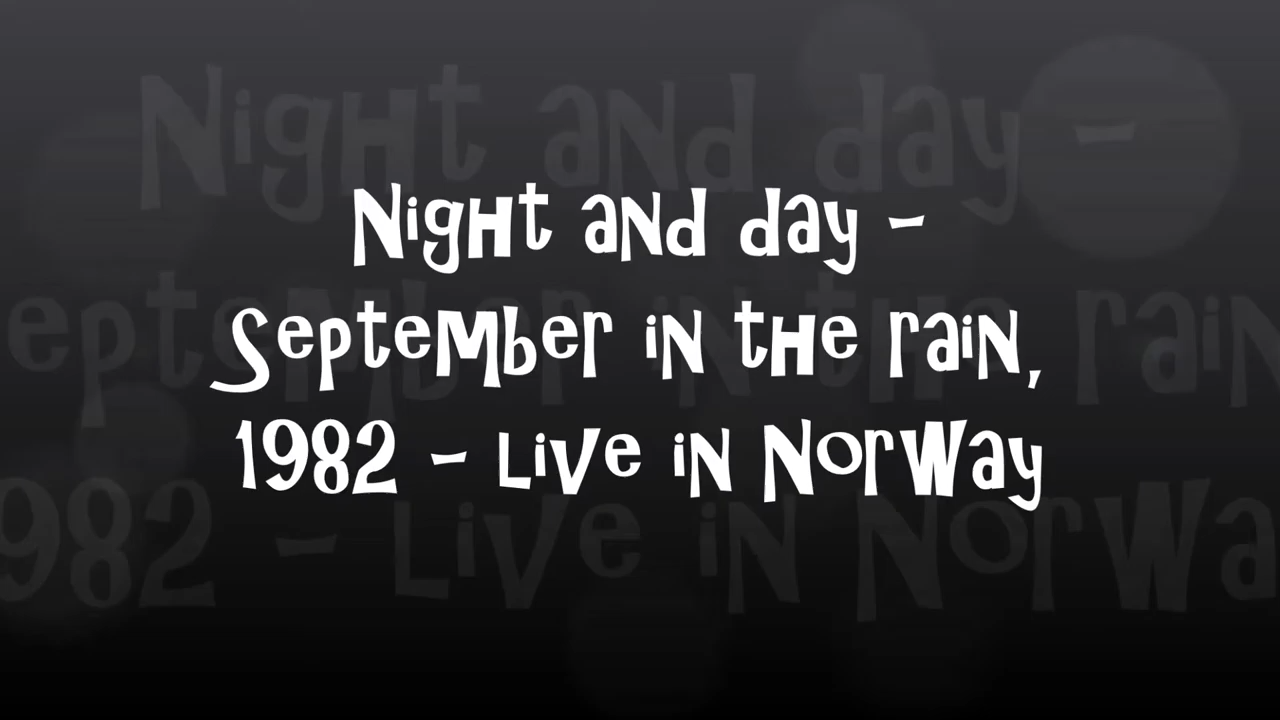 Night and day -
September in the rain,
1982 - Live in Norway